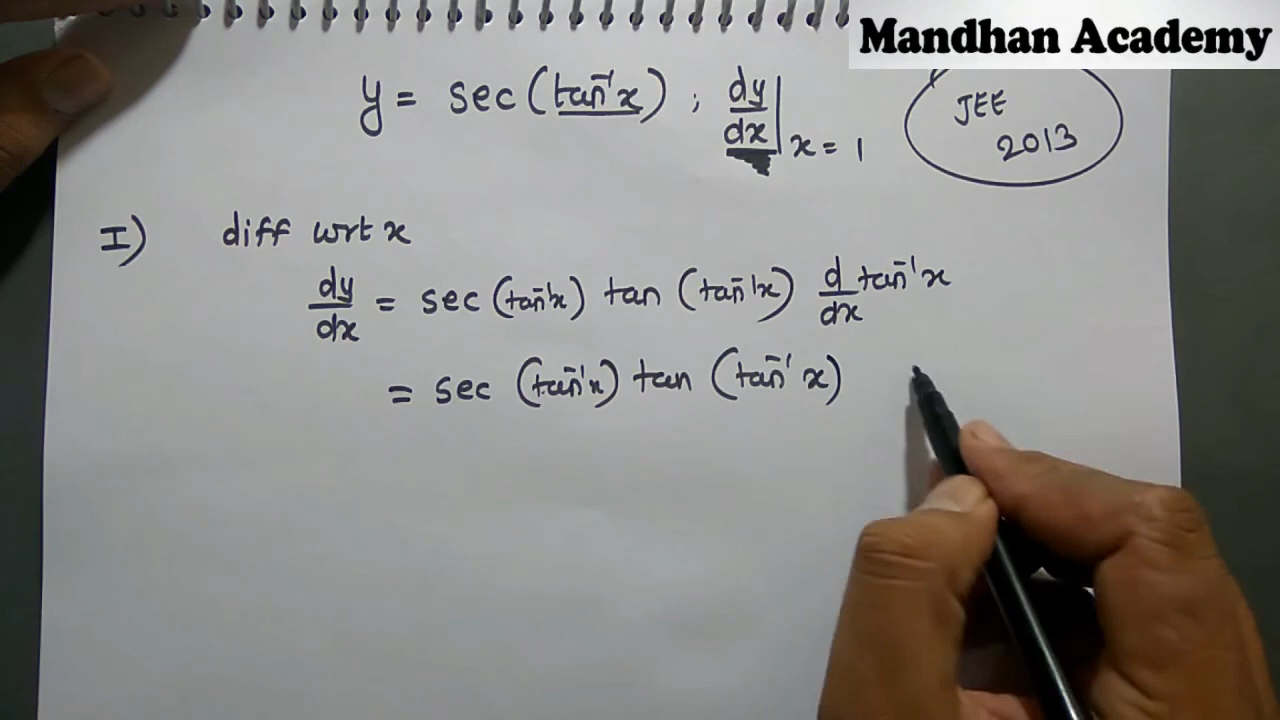 Mandhan Academy
y = sec (tan⁻¹x) ; dy/dx | x = 1
JEE
2013
I) diff wrt x
dy/dx = sec (tan⁻¹x) tan (tan⁻¹x) d/dx tan⁻¹x
= sec (tan⁻¹x) tan (tan⁻¹x)